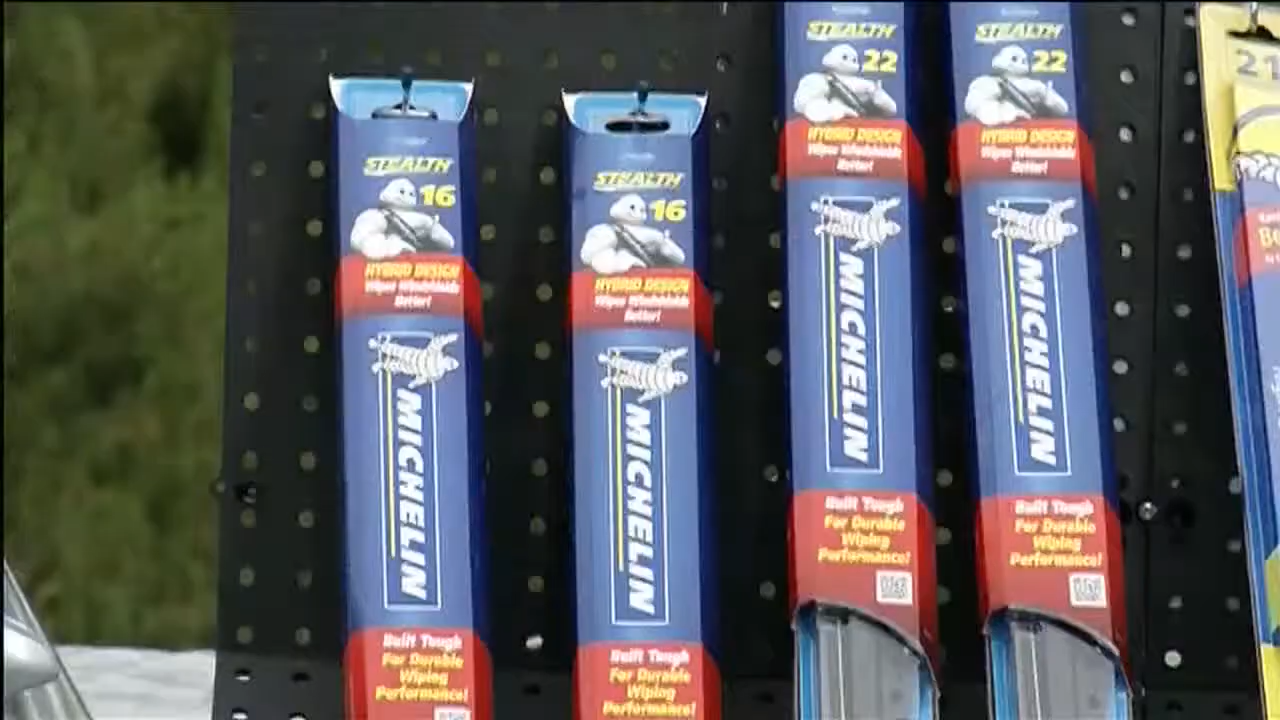 STEALTH
16
HYBRID DESIGN
Wipes Windshields
Better!
MICHELIN
Built Tough
For Durable
Wiping
Performance!
STEALTH
16
HYBRID DESIGN
Wipes Windshields
Better!
MICHELIN
Built Tough
For Durable
Wiping
Performance!
STEALTH
22
HYBRID DESIGN
Wipes Windshields
Better!
MICHELIN
Built Tough
For Durable
Wiping
Performance!
STEALTH
22
HYBRID DESIGN
Wipes Windshields
Better!
MICHELIN
Built Tough
For Durable
Wiping
Performance!
21